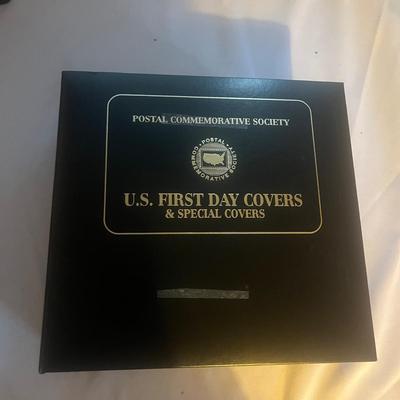 POSTAL COMMEMORATIVE SOCIETY
POSTAL
COMMEMORATIVE SOCIETY
U.S. FIRST DAY COVERS
& SPECIAL COVERS